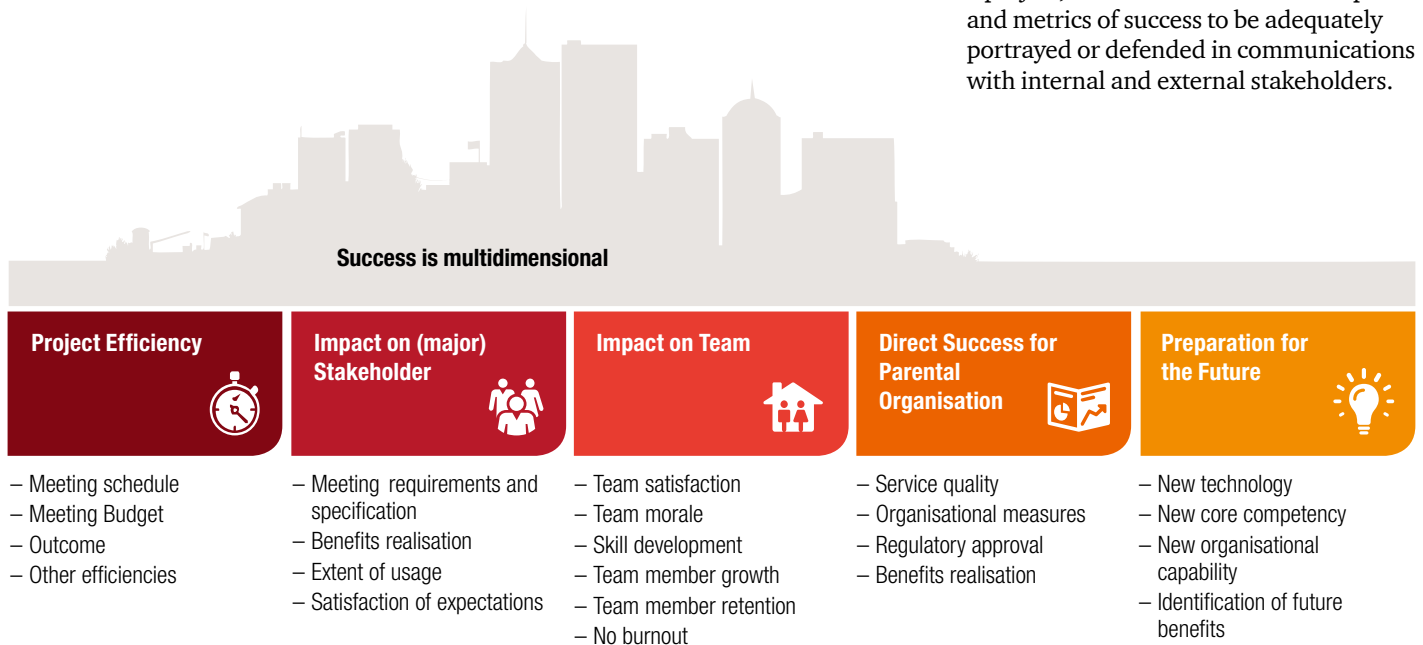 and metrics of success to be adequately
portrayed or defended in communications
with internal and external stakeholders.
Success is multidimensional
Project Efficiency
– Meeting schedule
– Meeting Budget
– Outcome
– Other efficiencies
Impact on (major)
Stakeholder
– Meeting requirements and
specification
– Benefits realisation
– Extent of usage
– Satisfaction of expectations
Impact on Team
– Team satisfaction
– Team morale
– Skill development
– Team member growth
– Team member retention
– No burnout
Direct Success for
Parental
Organisation
– Service quality
– Organisational measures
– Regulatory approval
– Benefits realisation
Preparation for
the Future
– New technology
– New core competency
– New organisational
capability
– Identification of future
benefits